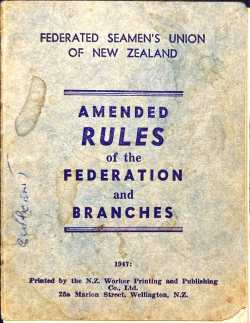 FEDERATED SEAMEN'S UNION
OF NEW ZEALAND
AMENDED
RULES
of the
FEDERATION
and
BRANCHES
1947:
Printed by the N.Z. Worker Printing and Publishing
Co., Ltd.
25a Marion Street, Wellington, N.Z.